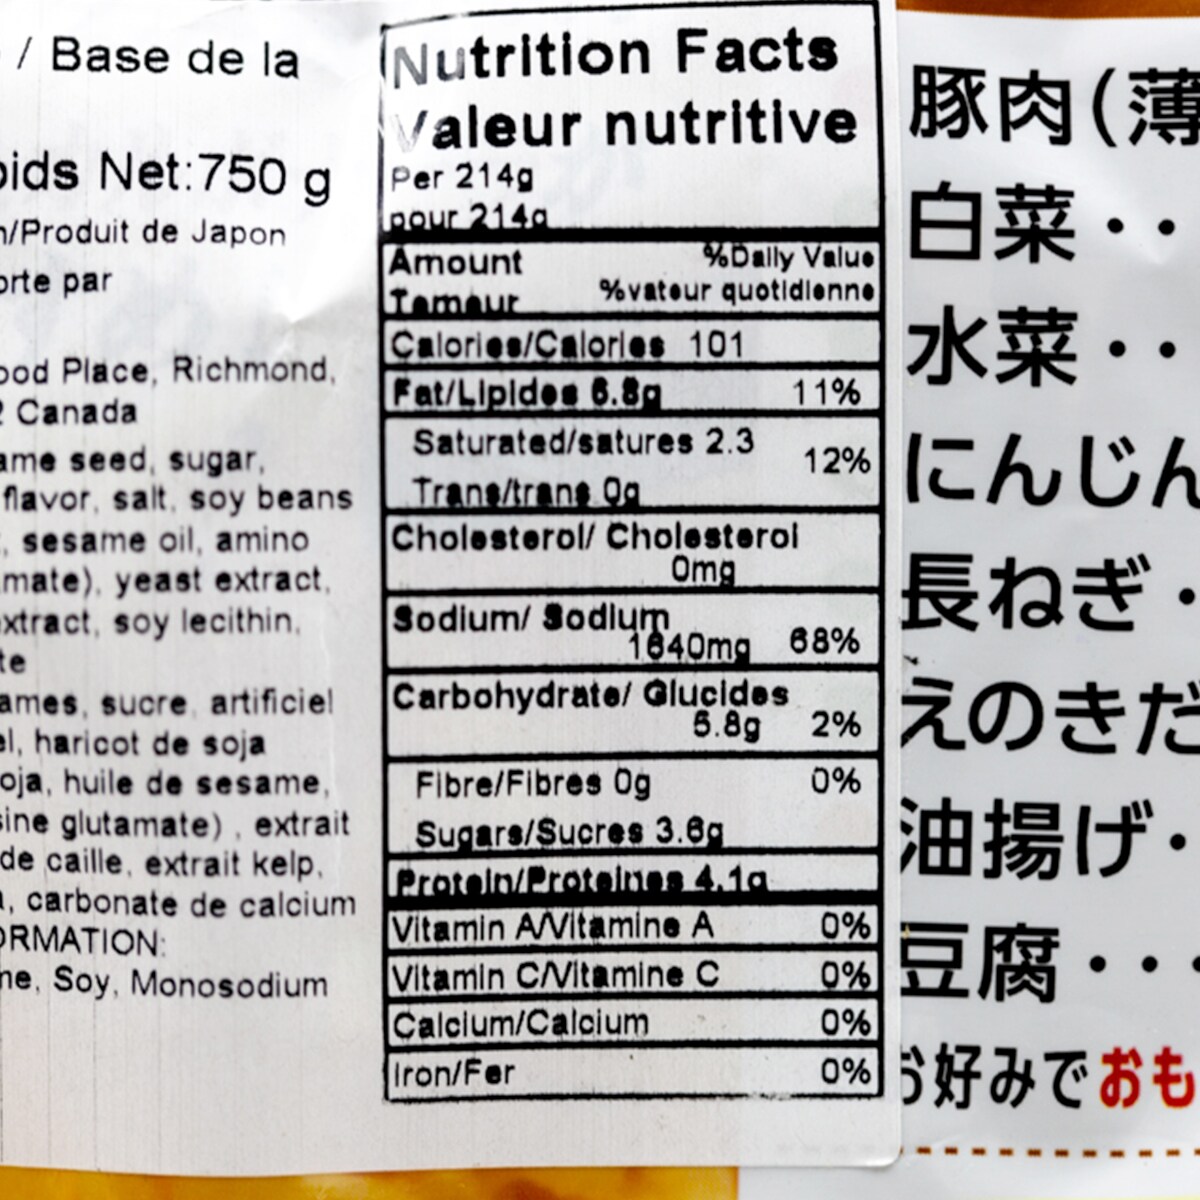 / Base de la
oids Net:750 g
n/Produit de Japon
orte par
ood Place, Richmond,
2 Canada
ame seed, sugar,
flavor, salt, soy beans
, sesame oil, amino
mate), yeast extract,
xtract, soy lecithin,
te
ames, sucre, artificiel
el, haricot de soja
oja, huile de sesame,
sine glutamate) , extrait
de caille, extrait kelp,
, carbonate de calcium
ORMATION:
me, Soy, Monosodium
Nutrition Facts
Valeur nutritive
Per 214g
pour 214g
Amount %Daily Value
Temeur %vateur quotidienne
Calories/Calories 101
Fat/Lipides 6.8g 11%
Saturated/satures 2.3
12%
Trans/trans 0g
Cholesterol/ Cholesterol
0mg
Sodium/ Sodium
1640mg 68%
Carbohydrate/ Glucides
5.8g 2%
Fibre/Fibres 0g 0%
Sugars/Sucres 3.6g
Protein/Proteines 4.1g
Vitamin A/Vitamine A 0%
Vitamin C/Vitamine C 0%
Calcium/Calcium 0%
Iron/Fer 0%
豚肉(薄
白菜・・
水菜・・
にんじん
長ねぎ・
えのきだ
油揚げ・
豆腐・・・
お好みでおも